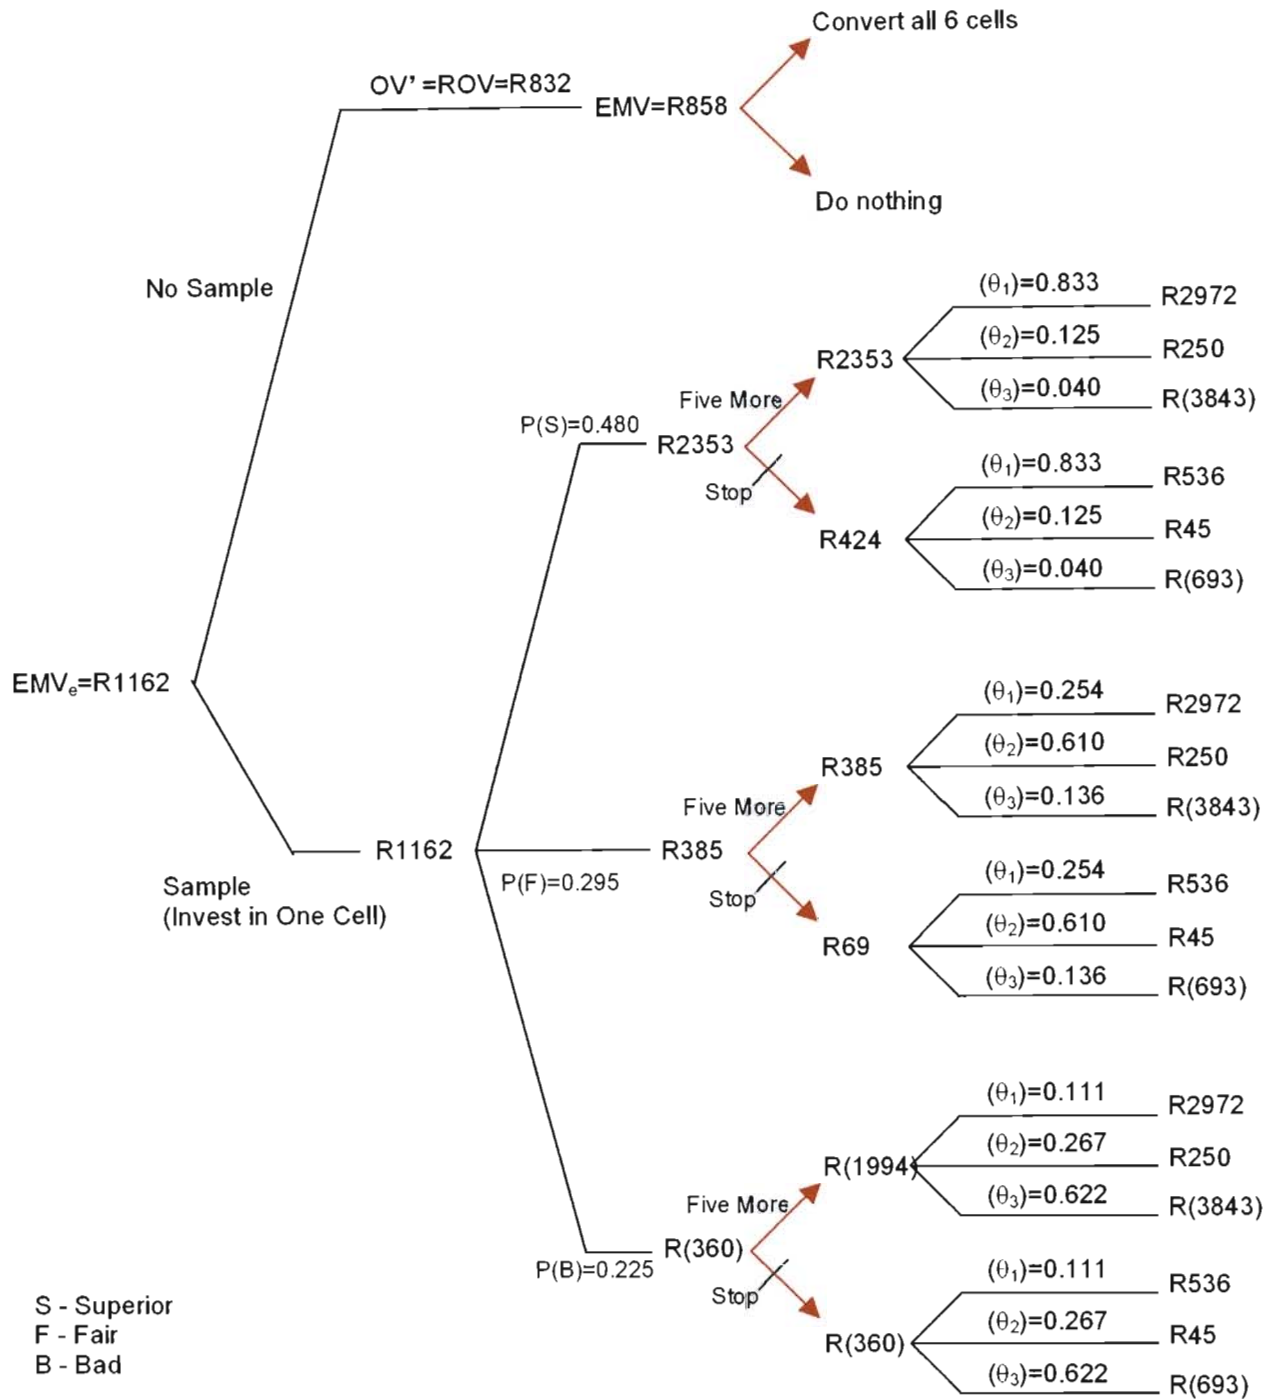 Convert all 6 cells
OV' =ROV=R832
EMV=R858
Do nothing
No Sample
(θ₁)=0.833
R2972
(θ₂)=0.125
R250
R2353
(θ₃)=0.040
R(3843)
Five More
P(S)=0.480
R2353
(θ₁)=0.833
R536
Stop
(θ₂)=0.125
R45
R424
(θ₃)=0.040
R(693)
EMVₑ=R1162
(θ₁)=0.254
R2972
(θ₂)=0.610
R250
R385
(θ₃)=0.136
R(3843)
Five More
R1162
R385
P(F)=0.295
Sample
(Invest in One Cell)
Stop
(θ₁)=0.254
R536
(θ₂)=0.610
R45
R69
(θ₃)=0.136
R(693)
(θ₁)=0.111
R2972
(θ₂)=0.267
R250
R(1994)
(θ₃)=0.622
R(3843)
Five More
R(360)
P(B)=0.225
Stop
(θ₁)=0.111
R536
(θ₂)=0.267
R45
R(360)
(θ₃)=0.622
R(693)
S - Superior
F - Fair
B - Bad